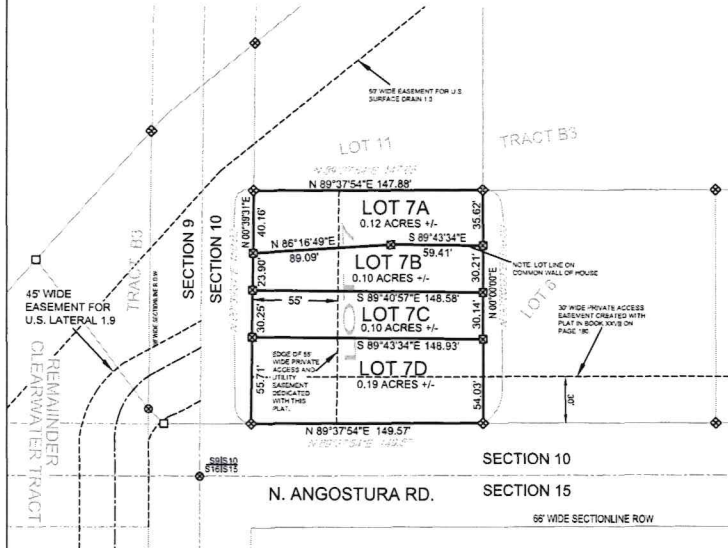 50' WIDE EASEMENT FOR U.S.
SURFACE DRAIN 1.3
TRACT B3
LOT 11
TRACT B3
N 89°37'54"E 147.88'
SECTION 9
SECTION 10
N 00°39'31"E
40.16'
LOT 7A
0.12 ACRES +/-
35.62'
N 86°16'49"E
89.09'
S 89°43'34"E
59.41'
NOTE: LOT LINE ON
COMMON WALL OF HOUSE
23.90'
LOT 7B
0.10 ACRES +/-
30.21'
N 00°00'00"E
LOT 6
45' WIDE
EASEMENT FOR
U.S. LATERAL 1.9
55'
S 89°40'57"E 148.58'
30.25'
LOT 7C
0.10 ACRES +/-
30.14'
S 89°43'34"E 148.93'
30' WIDE PRIVATE ACCESS
EASEMENT CREATED WITH
PLAT IN BOOK XXVIII ON
PAGE 180
EDGE OF 55'
WIDE PRIVATE
ACCESS AND
UTILITY
EASEMENT
DEDICATED
WITH THIS
PLAT.
55.71'
LOT 7D
0.19 ACRES +/-
54.03'
30'
REMAINDER
CLEARWATER TRACT
N 89°37'54"E 149.57'
S9|S10
S16|S15
SECTION 10
N. ANGOSTURA RD.
SECTION 15
66' WIDE SECTIONLINE ROW